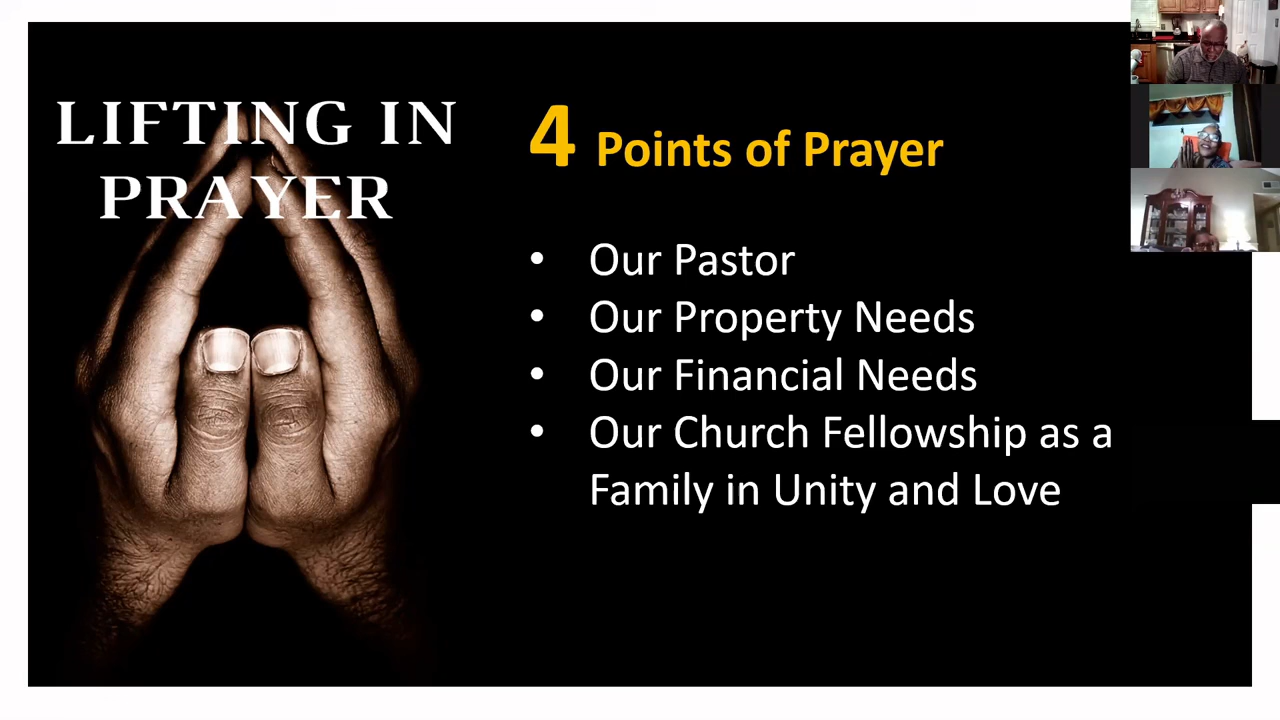 LIFTING IN
PRAYER
4 Points of Prayer
• Our Pastor
• Our Property Needs
• Our Financial Needs
• Our Church Fellowship as a
Family in Unity and Love